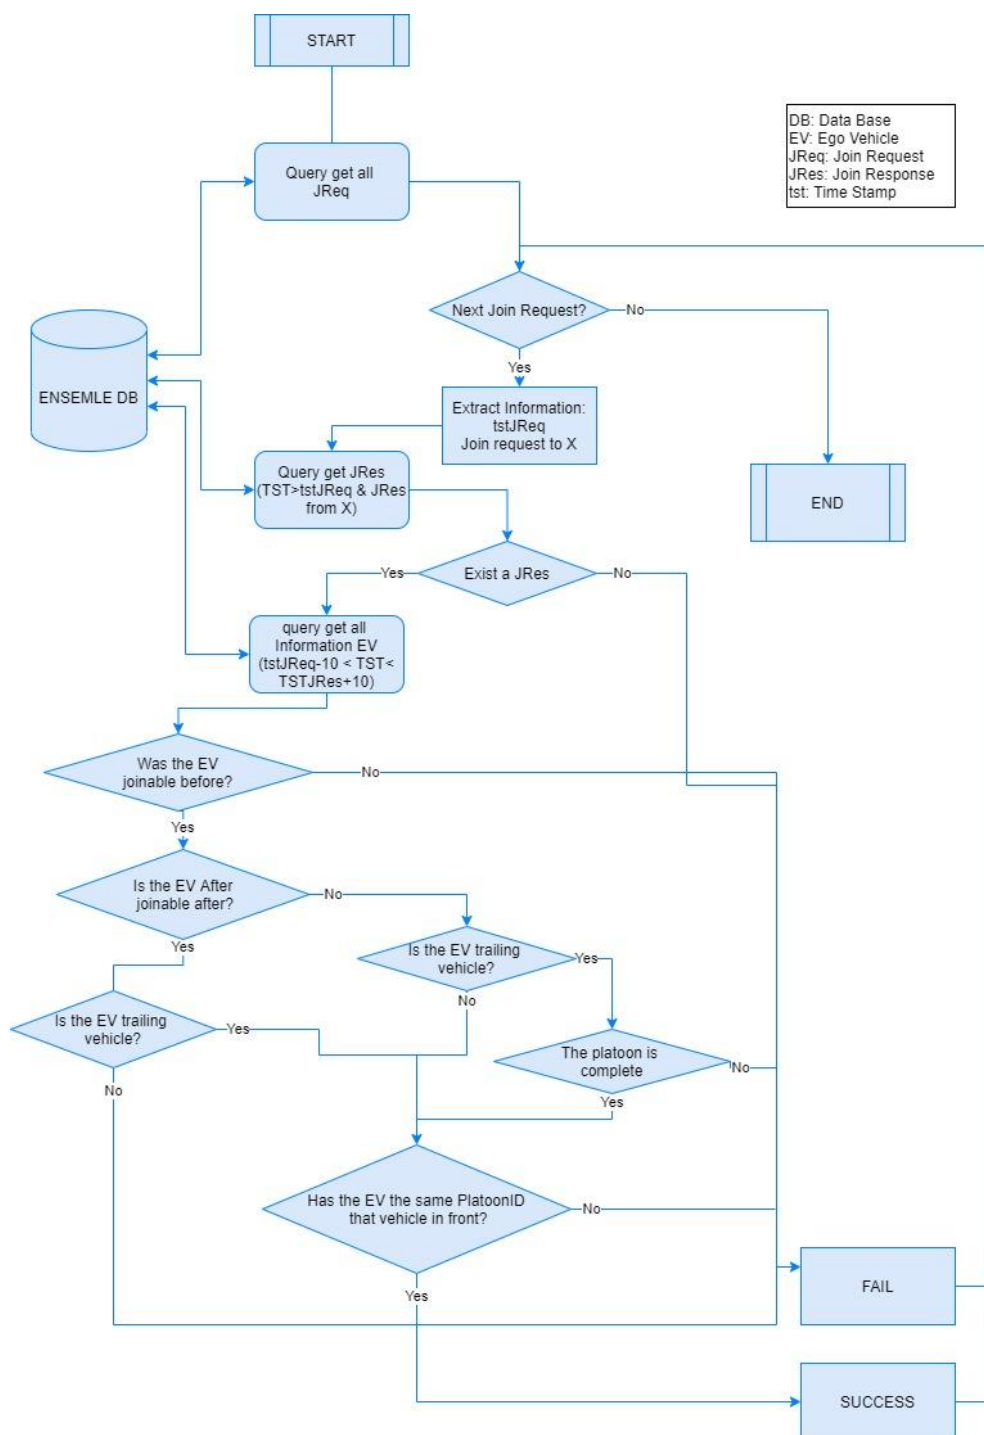 START
DB: Data Base
EV: Ego Vehicle
JReq: Join Request
JRes: Join Response
tst: Time Stamp
Query get all
JReq
Next Join Request?
No
Yes
ENSEMLE DB
Extract Information:
tstJReq
Join request to X
Query get JRes
(TST>tstJReq & JRes
from X)
END
Yes
Exist a JRes
No
query get all
Information EV
(tstJReq-10 < TST<
TSTJRes+10)
Was the EV
joinable before?
No
Yes
Is the EV After
joinable after?
No
Yes
Is the EV trailing
vehicle?
Yes
No
Is the EV trailing
vehicle?
Yes
No
The platoon is
complete
No
Yes
Has the EV the same PlatoonID
that vehicle in front?
No
Yes
FAIL
SUCCESS